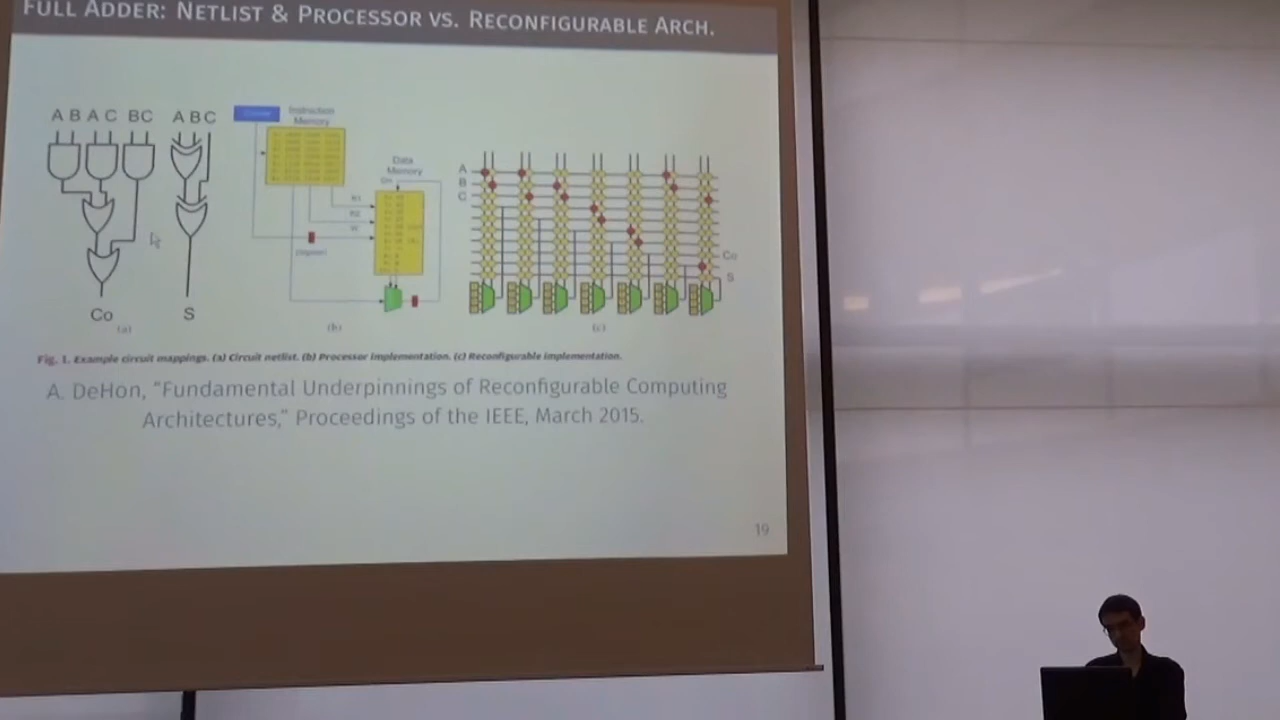 FULL ADDER: NETLIST & PROCESSOR VS. RECONFIGURABLE ARCH.
A B A C BC A B C
Instruction
Memory
Data
Memory
A
B
C
Co
S
Co S
(a) (b) (c)
Fig. 1. Example circuit mappings. (a) Circuit netlist. (b) Processor implementation. (c) Reconfigurable implementation.
A. DeHon, “Fundamental Underpinnings of Reconfigurable Computing
Architectures,” Proceedings of the IEEE, March 2015.
19